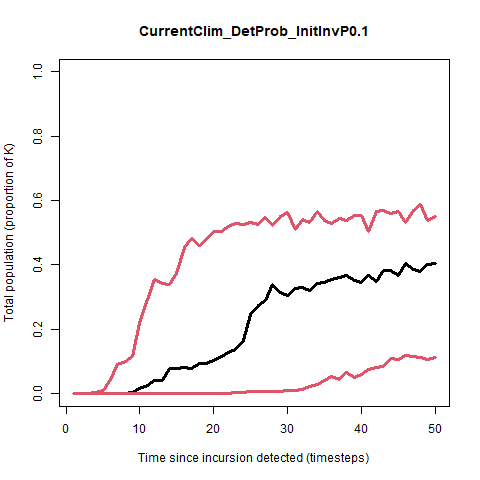 CurrentClim_DetProb_InitInvP0.1
Total population (proportion of K)
1.0
0.8
0.6
0.4
0.2
0.0
0 10 20 30 40 50
Time since incursion detected (timesteps)